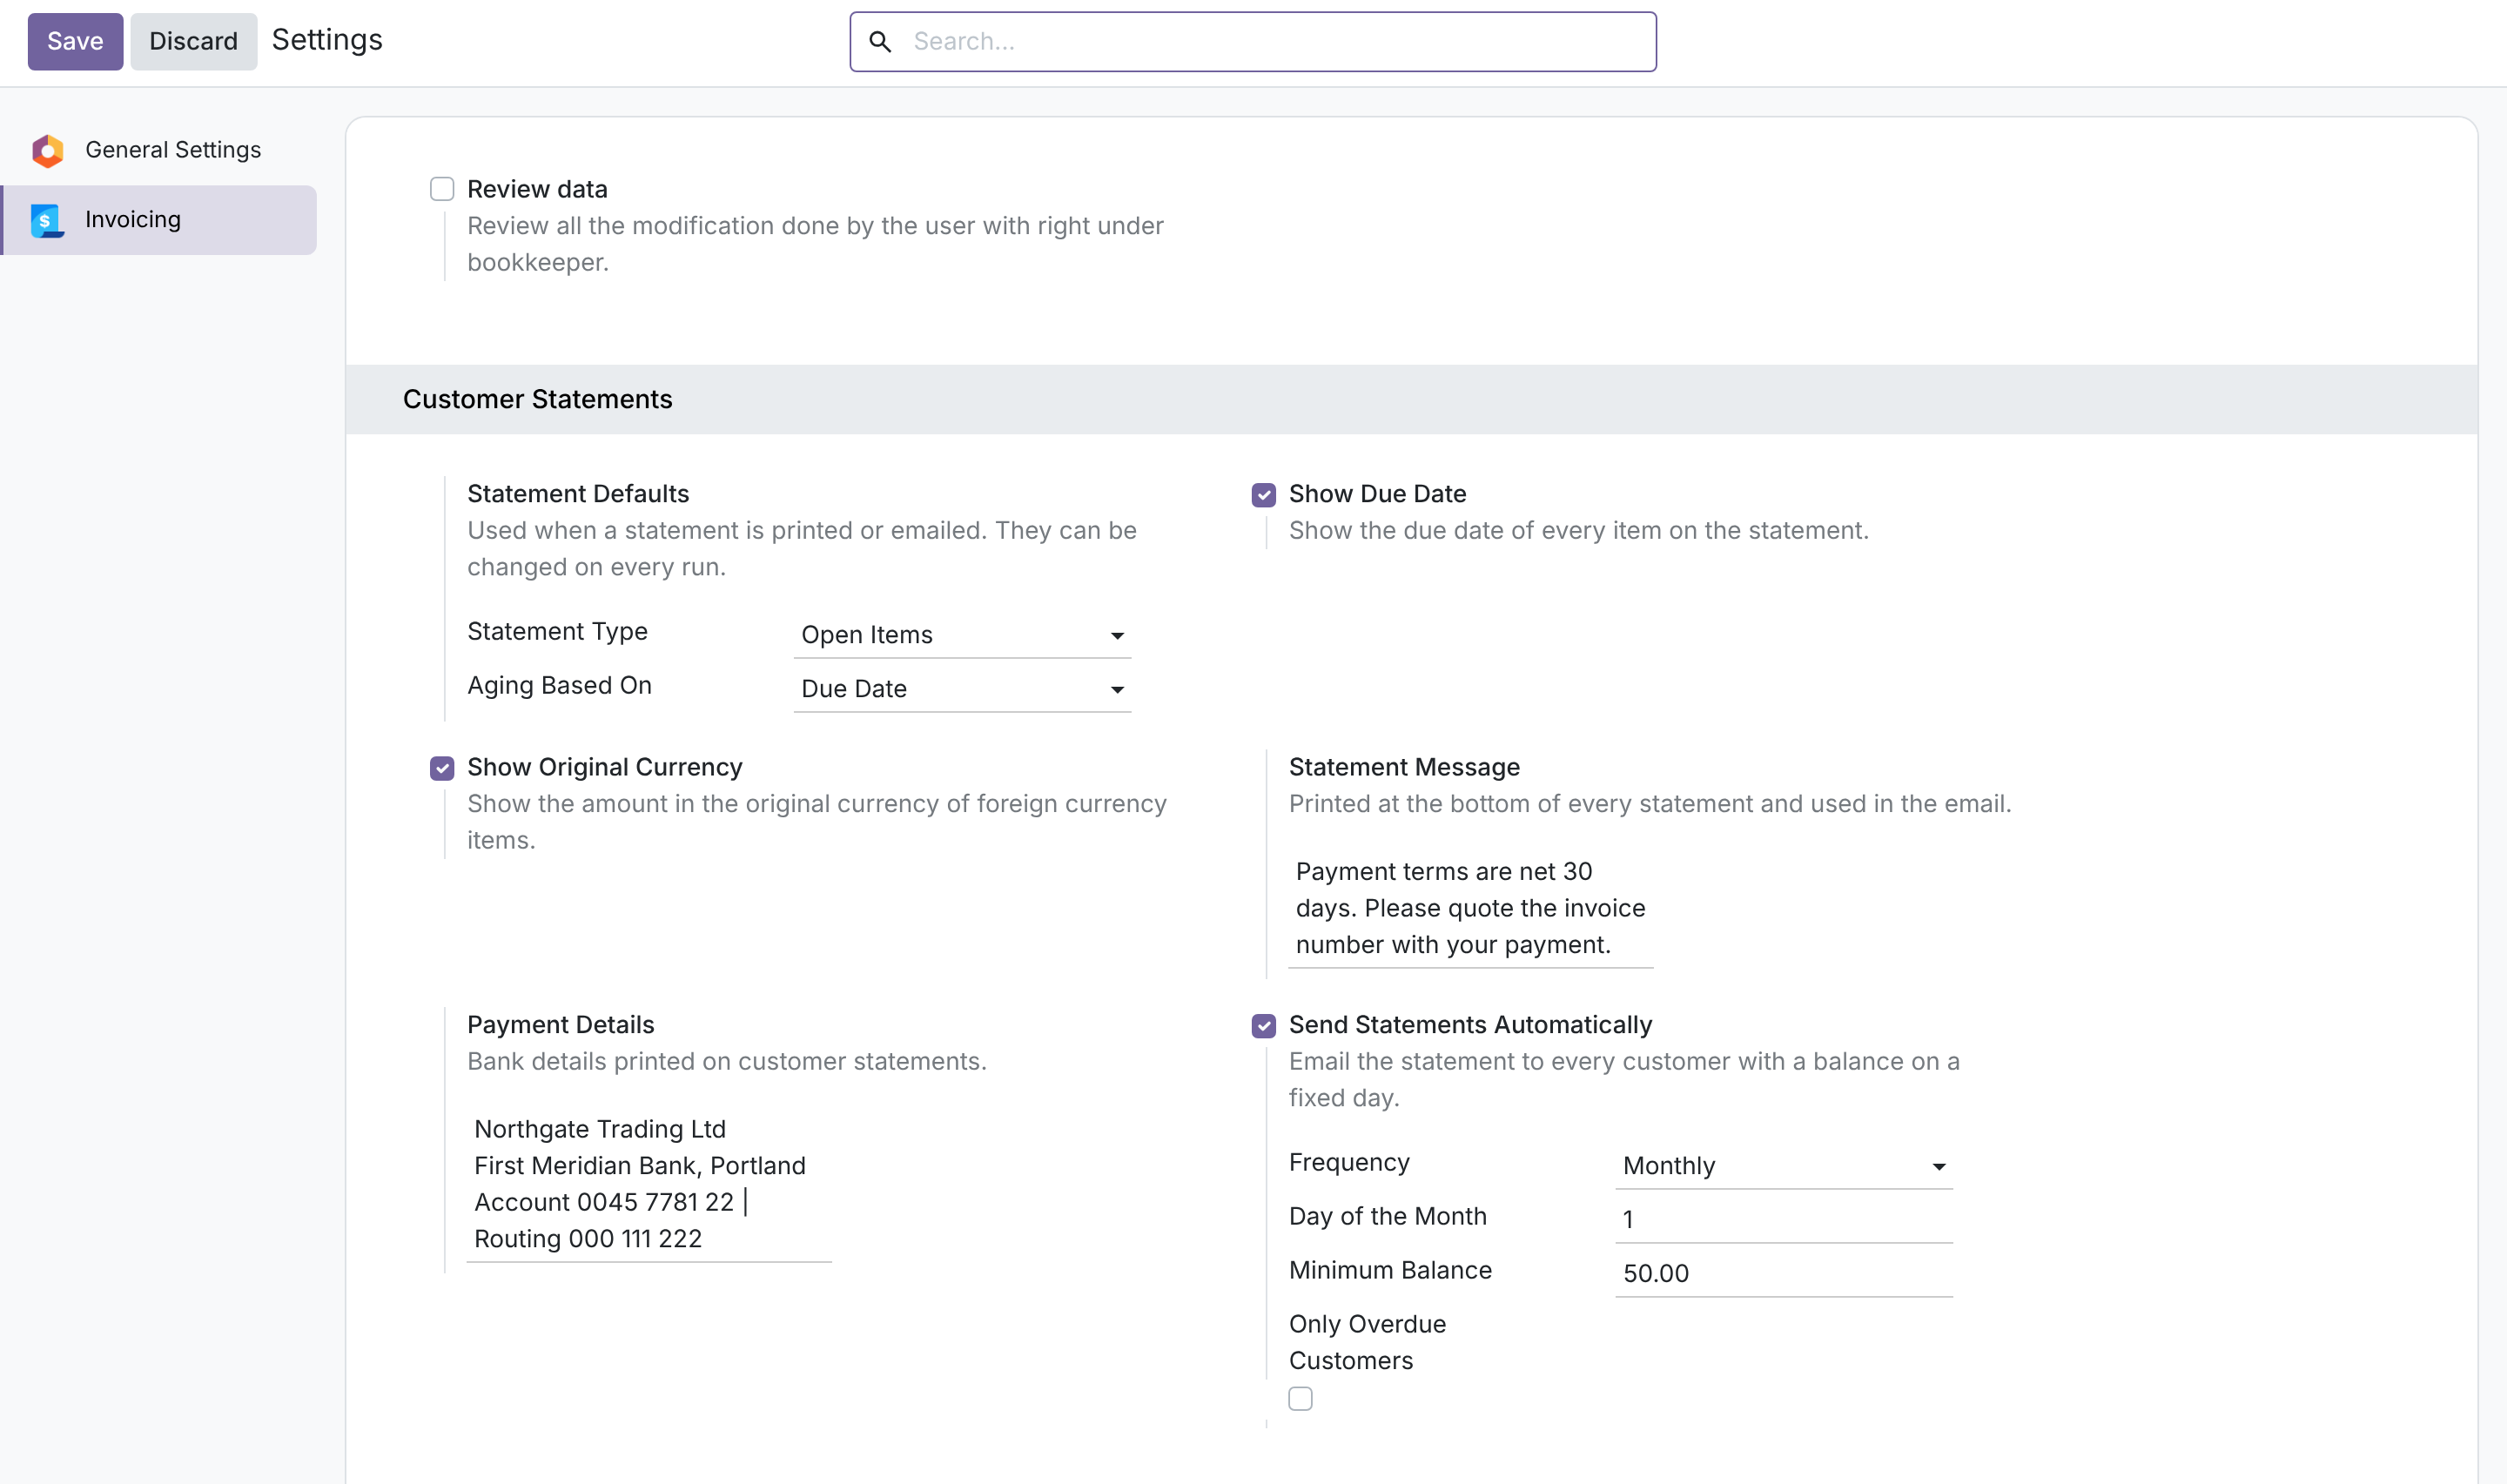 Save
Discard
Settings
Search...
General Settings
$
Invoicing
Review data
Review all the modification done by the user with right under
bookkeeper.
Customer Statements
Statement Defaults
Used when a statement is printed or emailed. They can be
changed on every run.
Statement Type
Open Items
Aging Based On
Due Date
Show Due Date
Show the due date of every item on the statement.
Show Original Currency
Show the amount in the original currency of foreign currency
items.
Statement Message
Printed at the bottom of every statement and used in the email.
Payment terms are net 30
days. Please quote the invoice
number with your payment.
Payment Details
Bank details printed on customer statements.
Northgate Trading Ltd
First Meridian Bank, Portland
Account 0045 7781 22 |
Routing 000 111 222
Send Statements Automatically
Email the statement to every customer with a balance on a
fixed day.
Frequency
Monthly
Day of the Month
1
Minimum Balance
50.00
Only Overdue
Customers